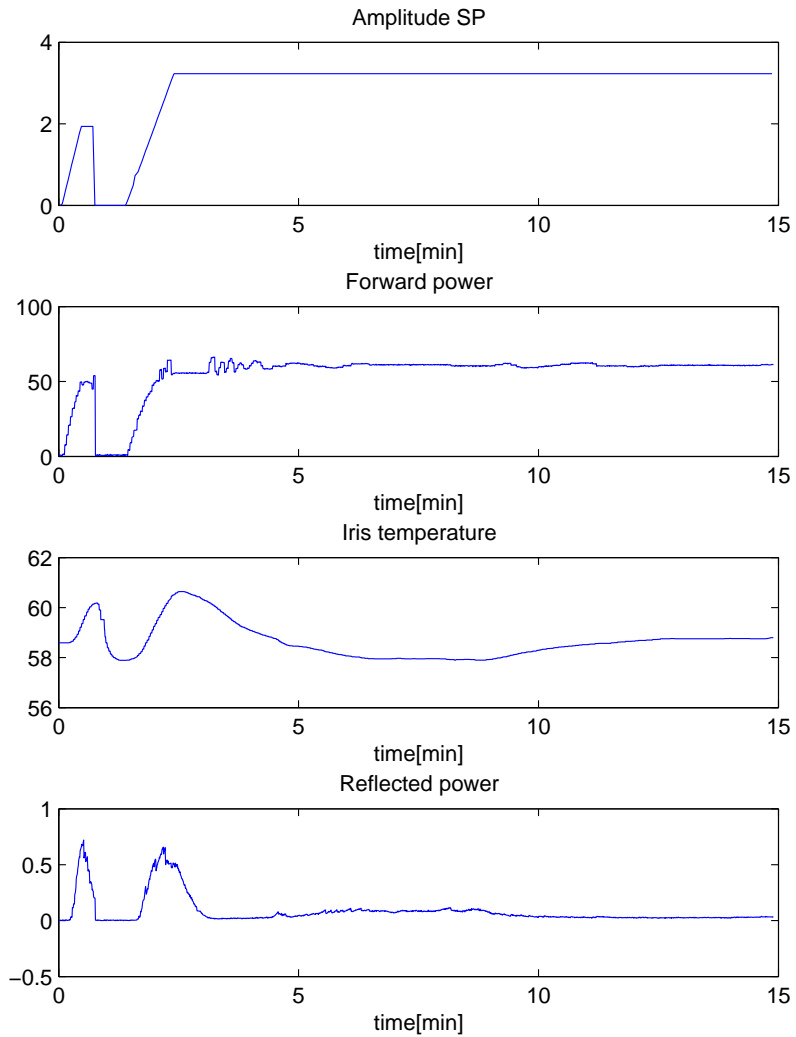 Amplitude SP
4
2
0
0 5 10 15
time[min]
Forward power
100
50
0
0 5 10 15
time[min]
Iris temperature
62
60
58
56
0 5 10 15
time[min]
Reflected power
1
0.5
0
−0.5
0 5 10 15
time[min]